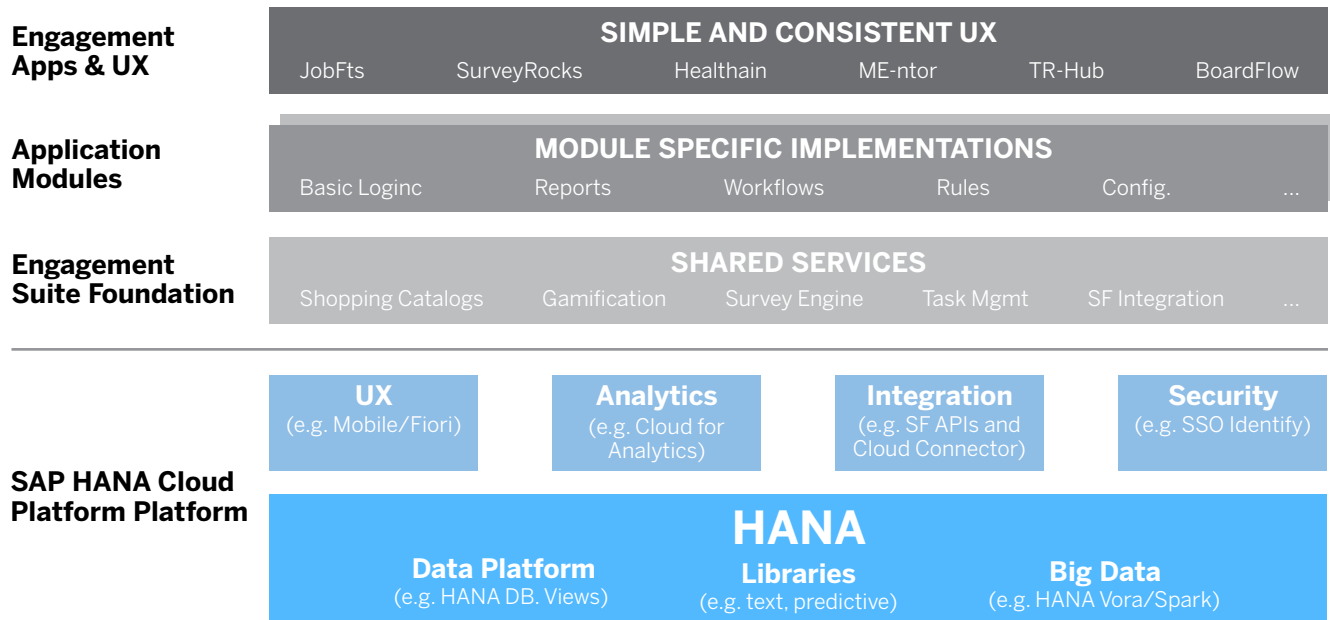 Engagement
Apps & UX
SIMPLE AND CONSISTENT UX
JobFts SurveyRocks Healthain ME-ntor TR-Hub BoardFlow
Application
Modules
MODULE SPECIFIC IMPLEMENTATIONS
Basic Loginc Reports Workflows Rules Config. ...
Engagement
Suite Foundation
SHARED SERVICES
Shopping Catalogs Gamification Survey Engine Task Mgmt SF Integration ...
SAP HANA Cloud
Platform Platform
UX
(e.g. Mobile/Fiori)
Analytics
(e.g. Cloud for
Analytics)
Integration
(e.g. SF APIs and
Cloud Connector)
Security
(e.g. SSO Identify)
HANA
Data Platform
(e.g. HANA DB. Views)
Libraries
(e.g. text, predictive)
Big Data
(e.g. HANA Vora/Spark)